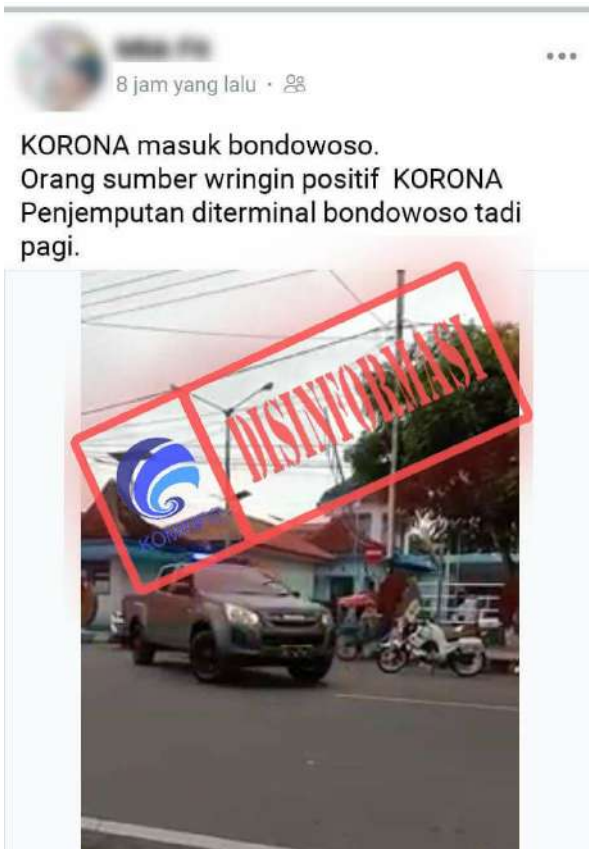 8 jam yang lalu ·
KORONA masuk bondowoso.
Orang sumber wringin positif KORONA
Penjemputan diterminal bondowoso tadi
pagi.
DISINFORMASI